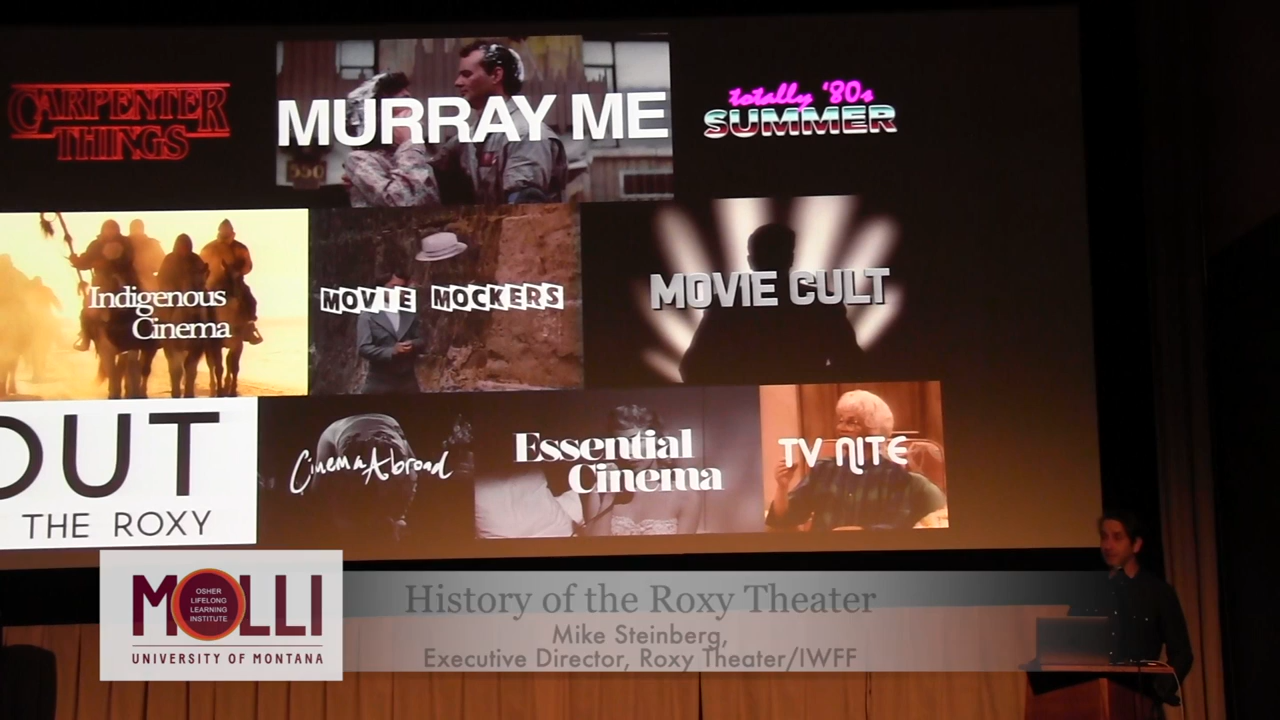 CARPENTER
THINGS
MURRAY ME
totally '80s
SUMMER
Indigenous
Cinema
MOVIE MOCKERS
MOVIE CULT
OUT
THE ROXY
Cinema Abroad
Essential
Cinema
TV NITE
550
MOLLI
OSHER
LIFELONG
LEARNING
INSTITUTE
UNIVERSITY OF MONTANA
History of the Roxy Theater
Mike Steinberg,
Executive Director, Roxy Theater/IWFF